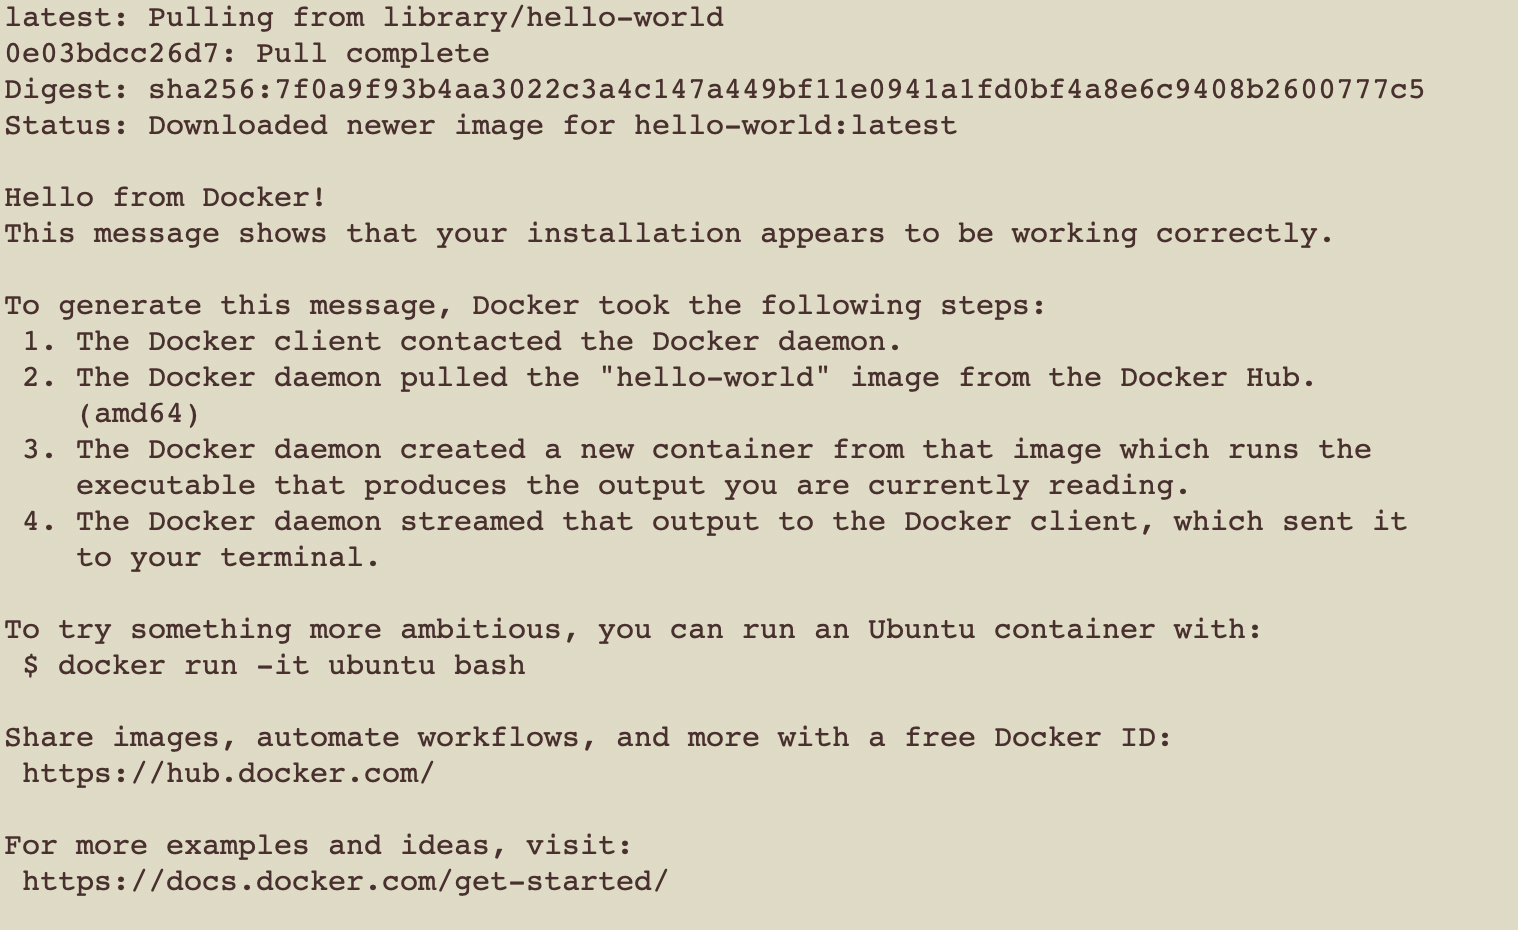 latest: Pulling from library/hello-world
0e03bdcc26d7: Pull complete
Digest: sha256:7f0a9f93b4aa3022c3a4c147a449bf11e0941a1fd0bf4a8e6c9408b2600777c5
Status: Downloaded newer image for hello-world:latest

Hello from Docker!
This message shows that your installation appears to be working correctly.

To generate this message, Docker took the following steps:
 1. The Docker client contacted the Docker daemon.
 2. The Docker daemon pulled the "hello-world" image from the Docker Hub.
    (amd64)
 3. The Docker daemon created a new container from that image which runs the
    executable that produces the output you are currently reading.
 4. The Docker daemon streamed that output to the Docker client, which sent it
    to your terminal.

To try something more ambitious, you can run an Ubuntu container with:
 $ docker run -it ubuntu bash

Share images, automate workflows, and more with a free Docker ID:
 https://hub.docker.com/

For more examples and ideas, visit:
 https://docs.docker.com/get-started/